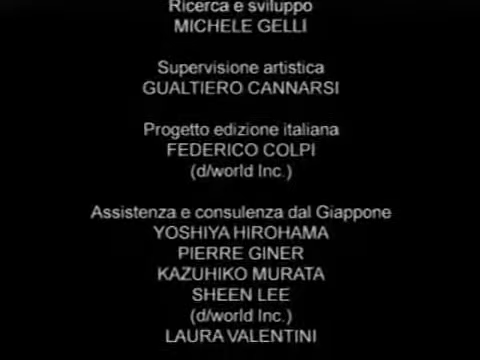 Ricerca e sviluppo
MICHELE GELLI
Supervisione artistica
GUALTIERO CANNARSI
Progetto edizione italiana
FEDERICO COLPI
(d/world Inc.)
Assistenza e consulenza dal Giappone
YOSHIYA HIROHAMA
PIERRE GINER
KAZUHIKO MURATA
SHEEN LEE
(d/world Inc.)
LAURA VALENTINI